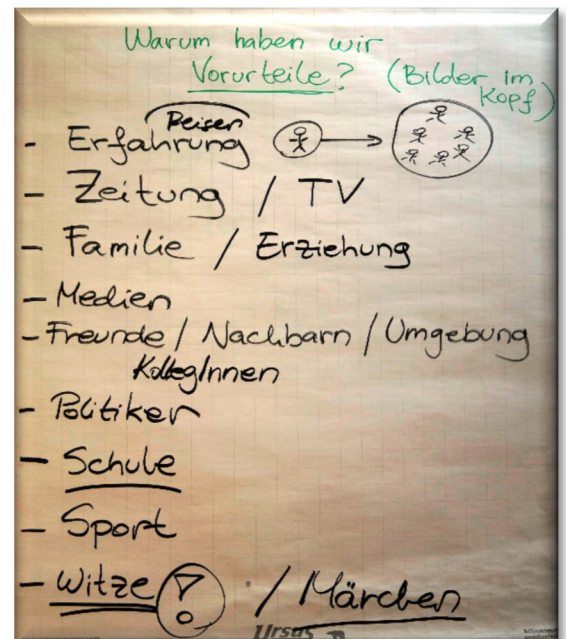 Warum haben wir
Vorurteile? (Bilder im
Kopf)
Reisen
- Erfahrung
- Zeitung / TV
- Familie / Erziehung
- Medien
- Freunde / Nachbarn / Umgebung
KollegInnen
- Politiker
- Schule
- Sport
- Witze ? / Märchen
Ursus